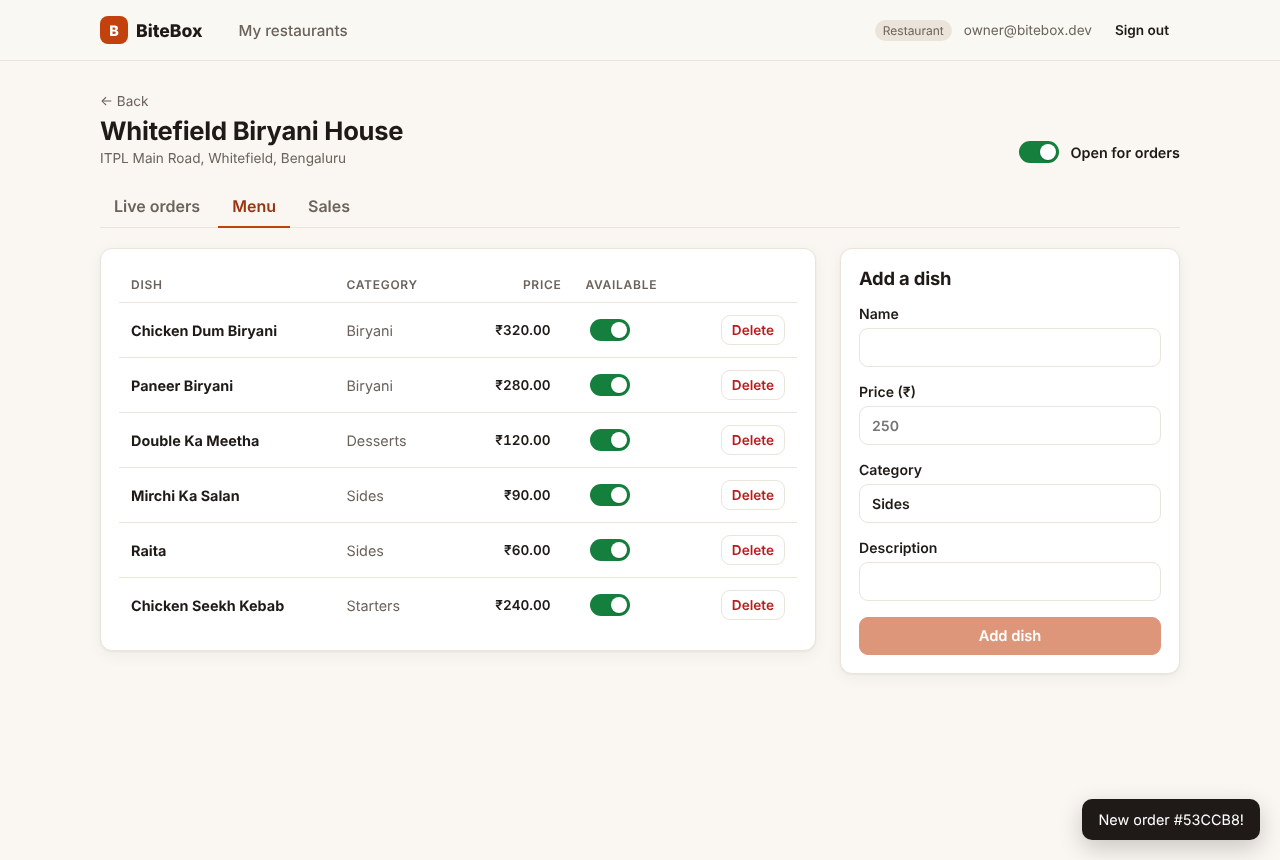 B BiteBox My restaurants Restaurant owner@bitebox.dev Sign out
← Back
Whitefield Biryani House
ITPL Main Road, Whitefield, Bengaluru
Open for orders
Live orders Menu Sales
DISH CATEGORY PRICE AVAILABLE
Chicken Dum Biryani Biryani ₹320.00 Delete
Paneer Biryani Biryani ₹280.00 Delete
Double Ka Meetha Desserts ₹120.00 Delete
Mirchi Ka Salan Sides ₹90.00 Delete
Raita Sides ₹60.00 Delete
Chicken Seekh Kebab Starters ₹240.00 Delete
Add a dish
Name
Price (₹)
250
Category
Sides
Description
Add dish
New order #53CCB8!